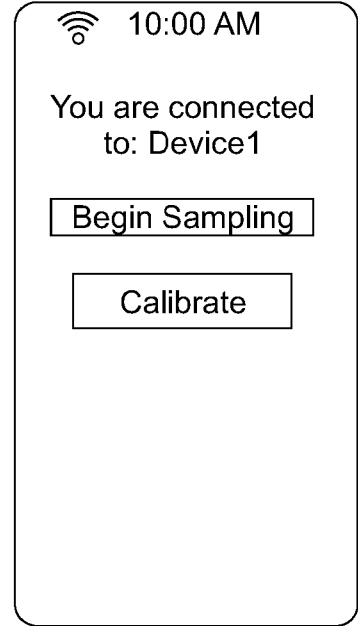 10:00 AM
You are connected
to: Device1
Begin Sampling
Calibrate